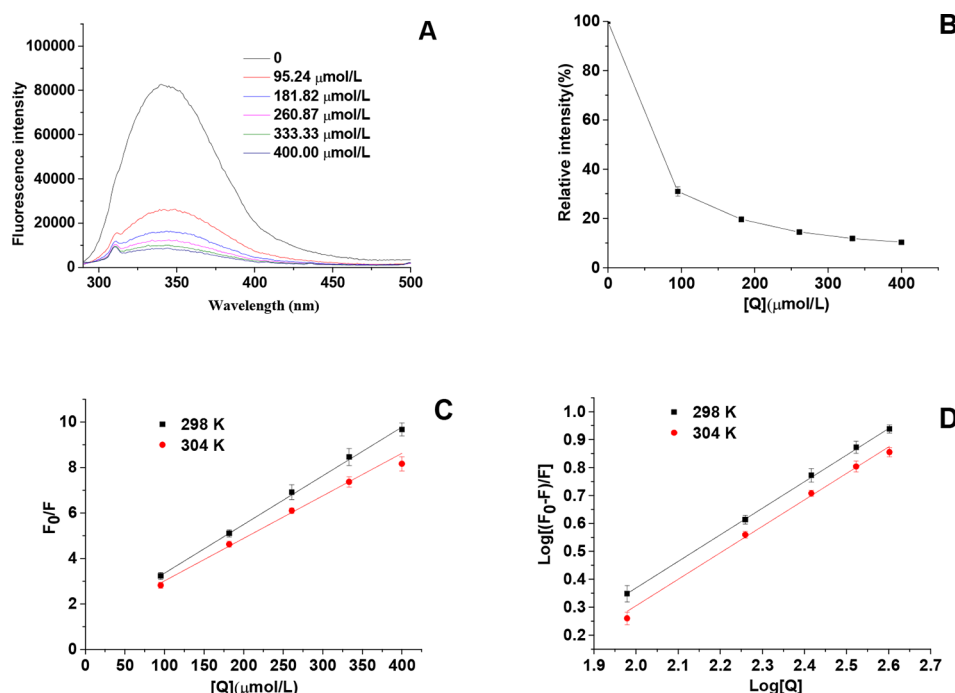 A
0
95.24 μmol/L
181.82 μmol/L
260.87 μmol/L
333.33 μmol/L
400.00 μmol/L
100000
80000
60000
40000
20000
0
Fluorescence intensity
300 350 400 450 500
Wavelength (nm)
B
100
80
60
40
20
0
Relative intensity(%)
0 100 200 300 400
[Q](μmol/L)
C
298 K
304 K
10
8
6
4
2
0
F0/F
0 50 100 150 200 250 300 350 400
[Q](μmol/L)
D
298 K
304 K
1.0
0.9
0.8
0.7
0.6
0.5
0.4
0.3
0.2
Log[(F0-F)/F]
1.9 2.0 2.1 2.2 2.3 2.4 2.5 2.6 2.7
Log[Q]